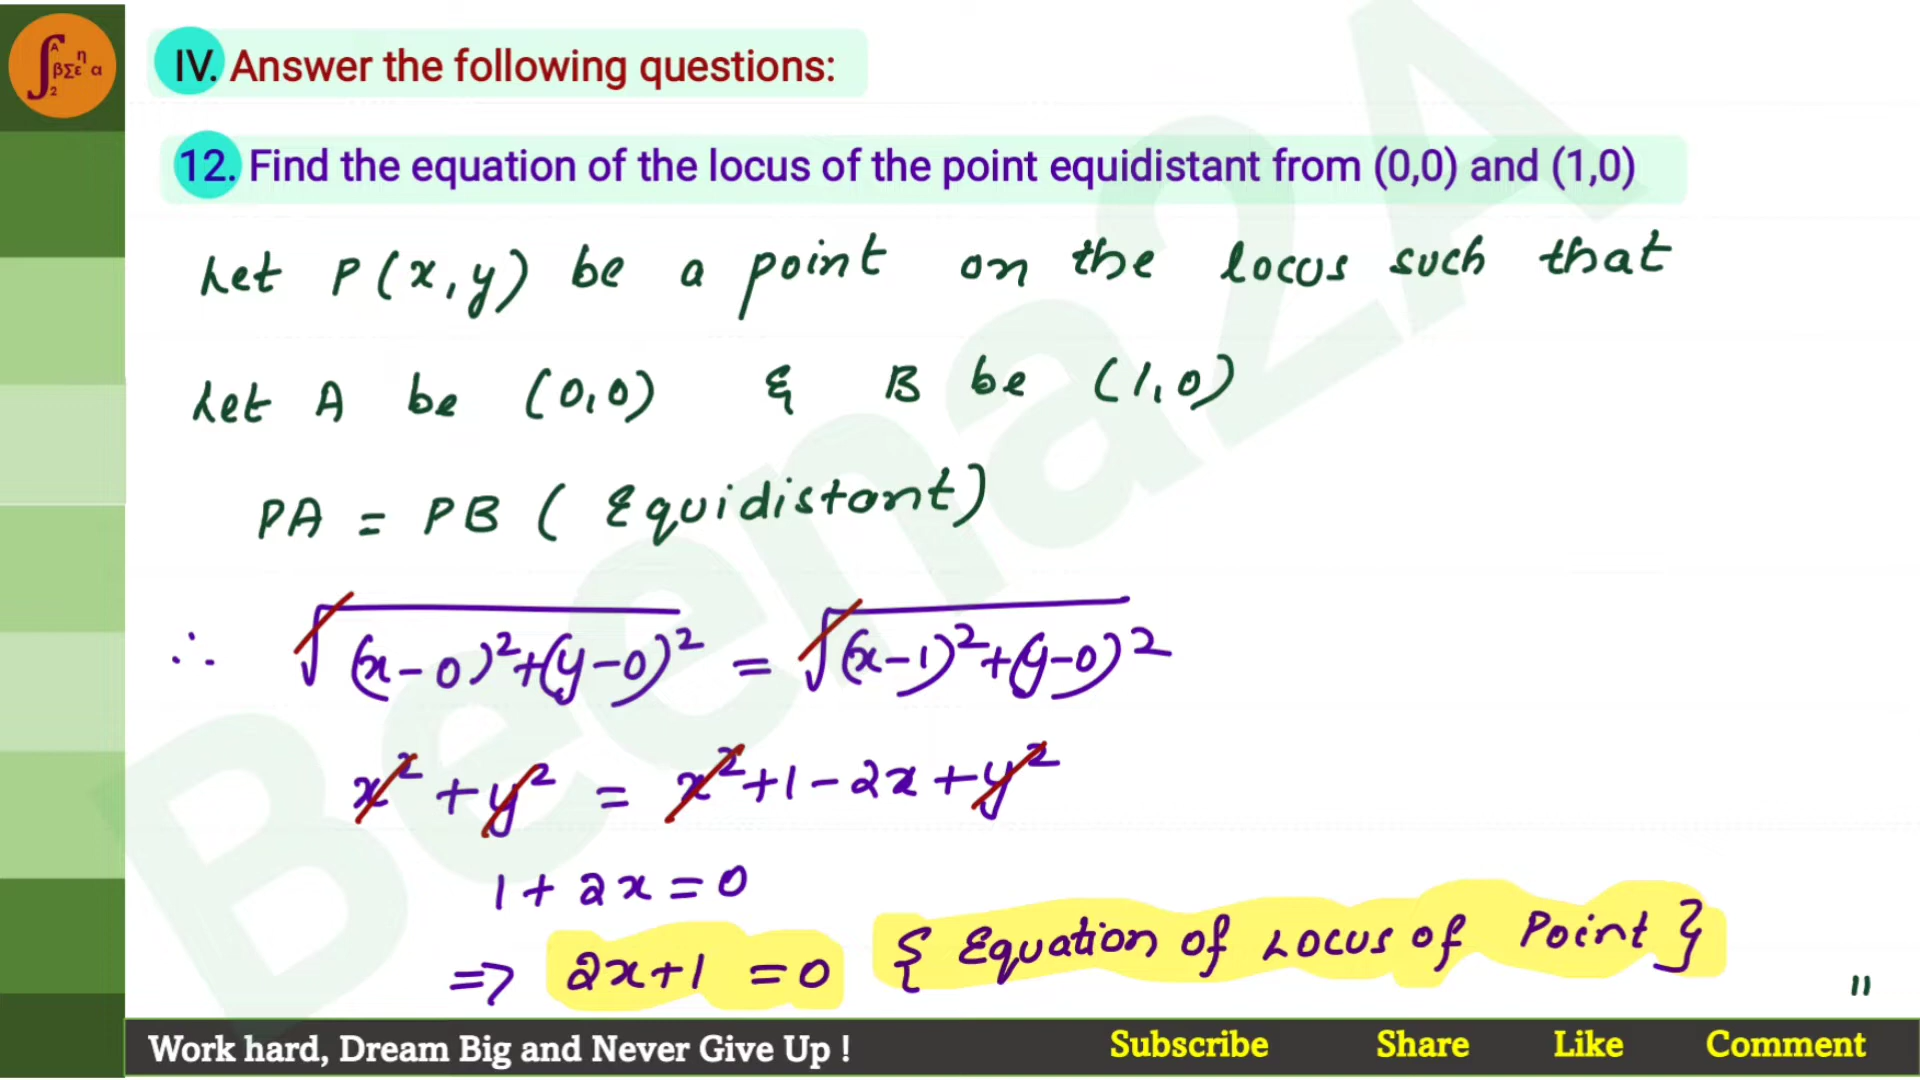 ∫ A 2 βΣε η α
IV. Answer the following questions:
12. Find the equation of the locus of the point equidistant from (0,0) and (1,0)
Let P(x,y) be a point on the locus such that
Let A be (0,0) & B be (1,0)
PA = PB (Equidistant)
∴ √(x-0)²+(y-0)² = √(x-1)²+(y-0)²
x²+y² = x²+1-2x+y²
1+2x=0
=> 2x+1 =0 {Equation of Locus of Point}
11
Beena2A
Work hard, Dream Big and Never Give Up ! Subscribe Share Like Comment